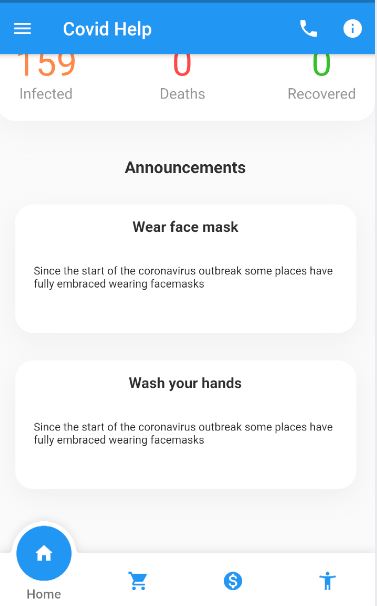 Covid Help
159 0 0
Infected Deaths Recovered
Announcements
Wear face mask
Since the start of the coronavirus outbreak some places have
fully embraced wearing facemasks
Wash your hands
Since the start of the coronavirus outbreak some places have
fully embraced wearing facemasks
Home